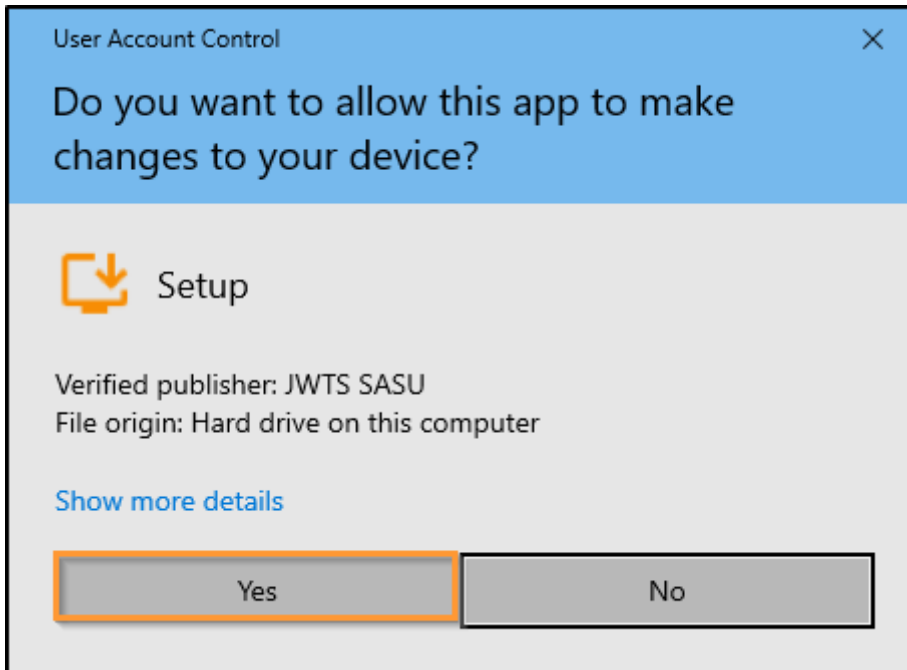 User Account Control
Do you want to allow this app to make
changes to your device?
Setup
Verified publisher: JWTS SASU
File origin: Hard drive on this computer
Show more details
Yes
No